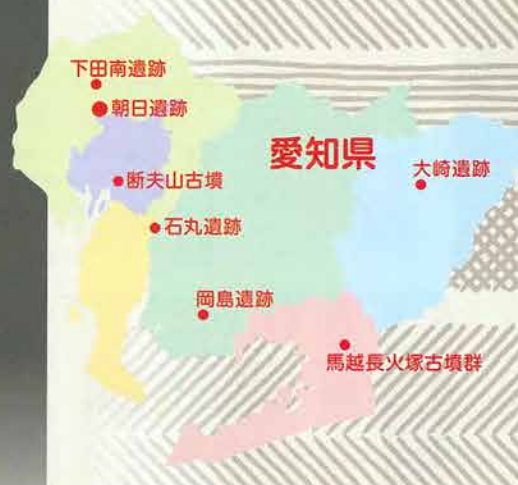 下田南遺跡
朝日遺跡
愛知県
大崎遺跡
断夫山古墳
石丸遺跡
岡島遺跡
馬越長火塚古墳群